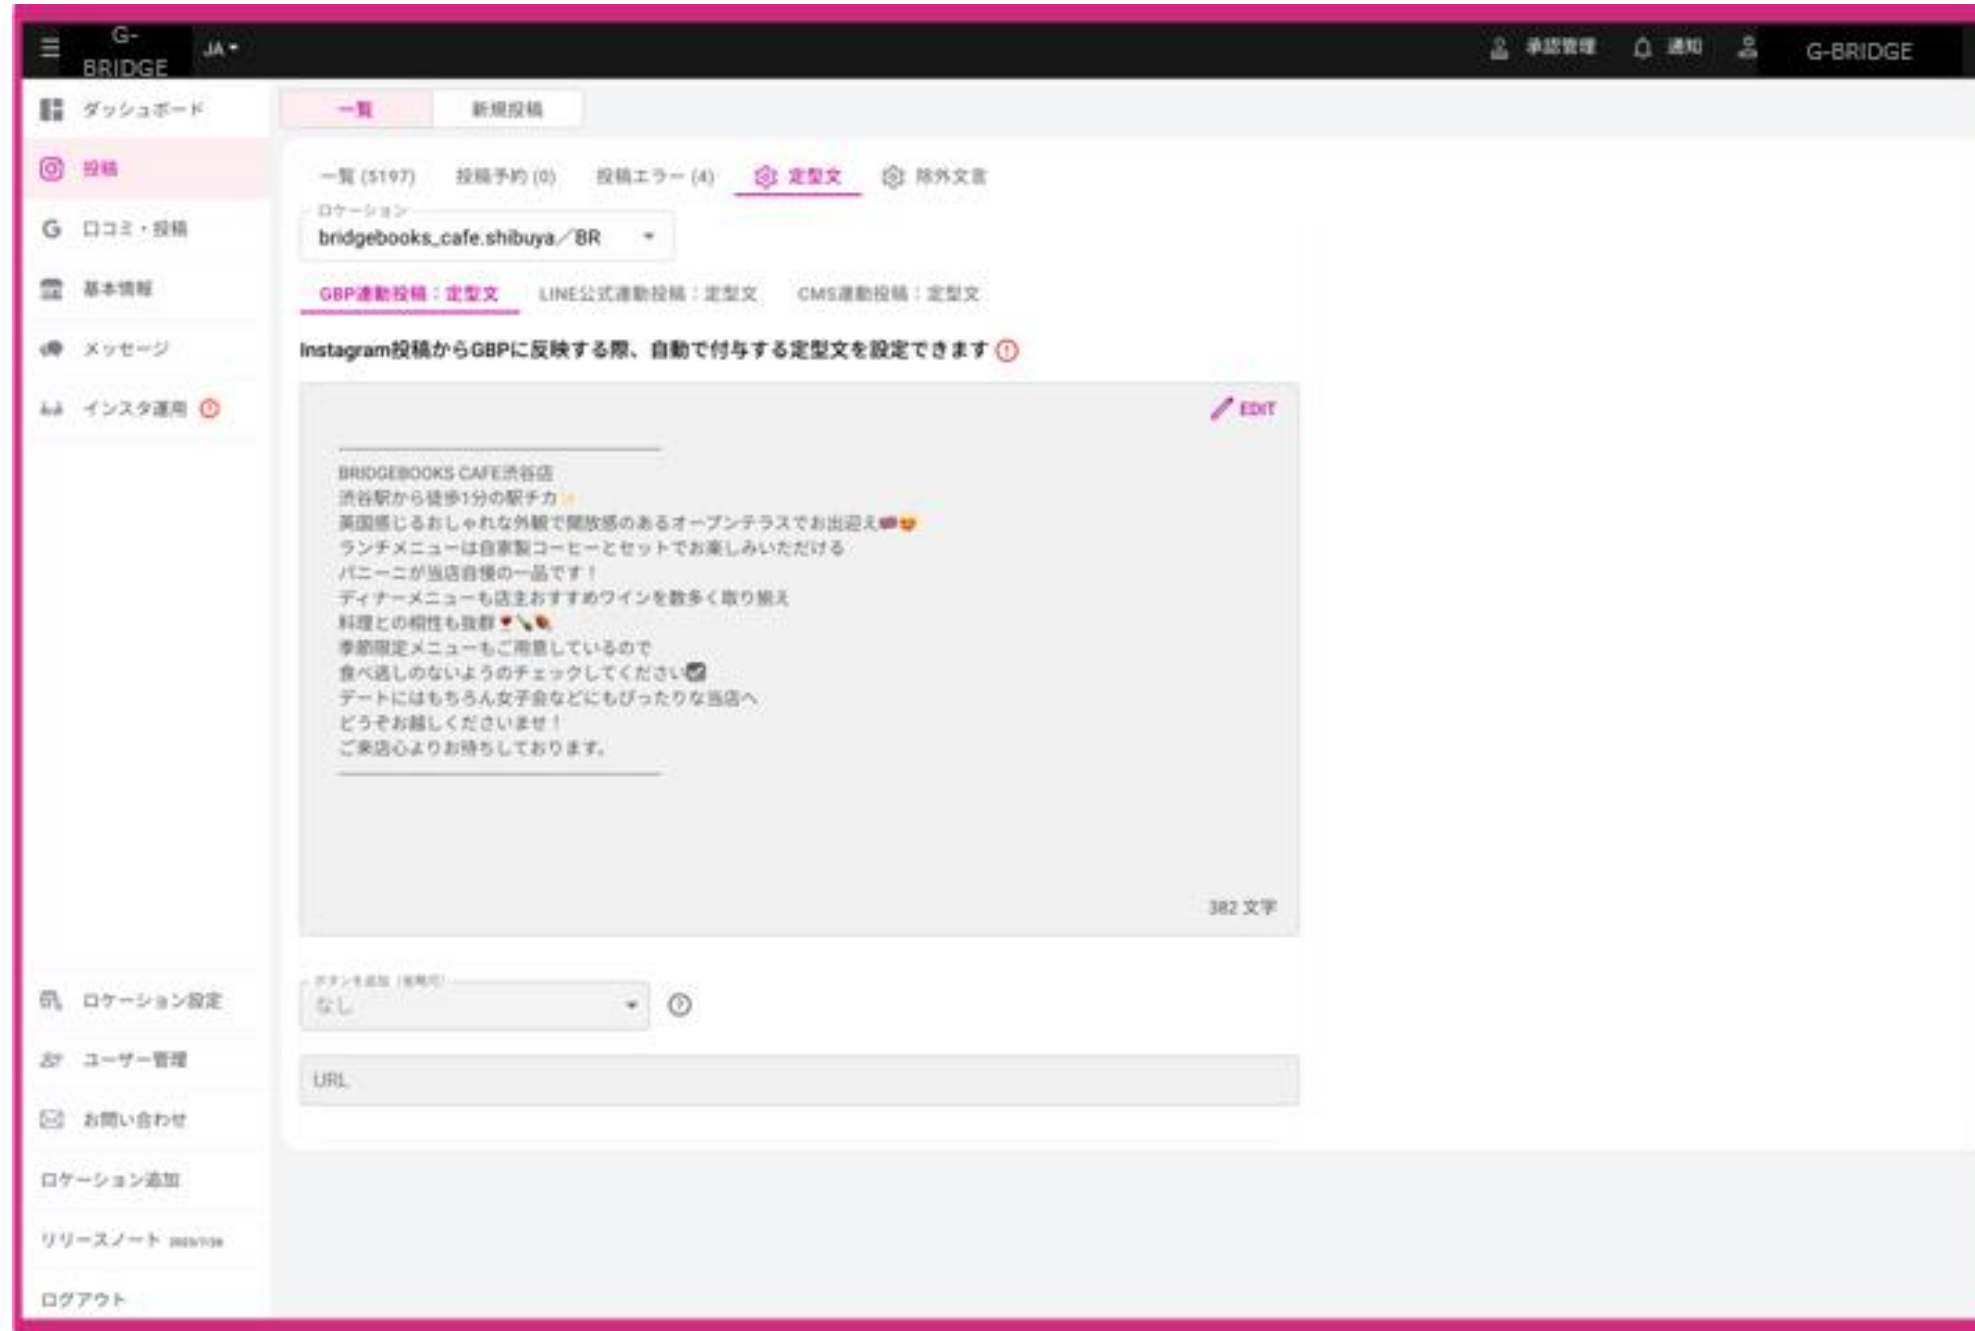 G-
BRIDGE
JA
承認管理
通知
G-BRIDGE
ダッシュボード
投稿
口コミ・投稿
基本情報
メッセージ
インスタ運用
ロケーション設定
ユーザー管理
お問い合わせ
ロケーション追加
リリースノート
ログアウト
一覧 新規投稿
一覧 (5197) 投稿予約 (0) 投稿エラー (4) 定型文 除外文言
ロケーション
bridgebooks_cafe.shibuya／BR
GBP連動投稿：定型文 LINE公式連動投稿：定型文 CMS連動投稿：定型文
Instagram投稿からGBPに反映する際、自動で付与する定型文を設定できます
EDIT
BRIDGEBOOKS CAFE渋谷店
渋谷駅から徒歩1分の駅チカ✨
英国感じるおしゃれな外観で開放感のあるオープンテラスでお出迎え
ランチメニューは自家製コーヒーとセットでお楽しみいただける
パニーニが当店自慢の一品です！
ディナーメニューも店主おすすめワインを数多く取り揃え
料理との相性も抜群
季節限定メニューもご用意しているので
食べ逃しのないようのチェックしてください
デートにはもちろん女子会などにもぴったりな当店へ
どうぞお越しくださいませ！
ご来店心よりお待ちしております。
382 文字
ボタンを追加（省略可）
なし
URL